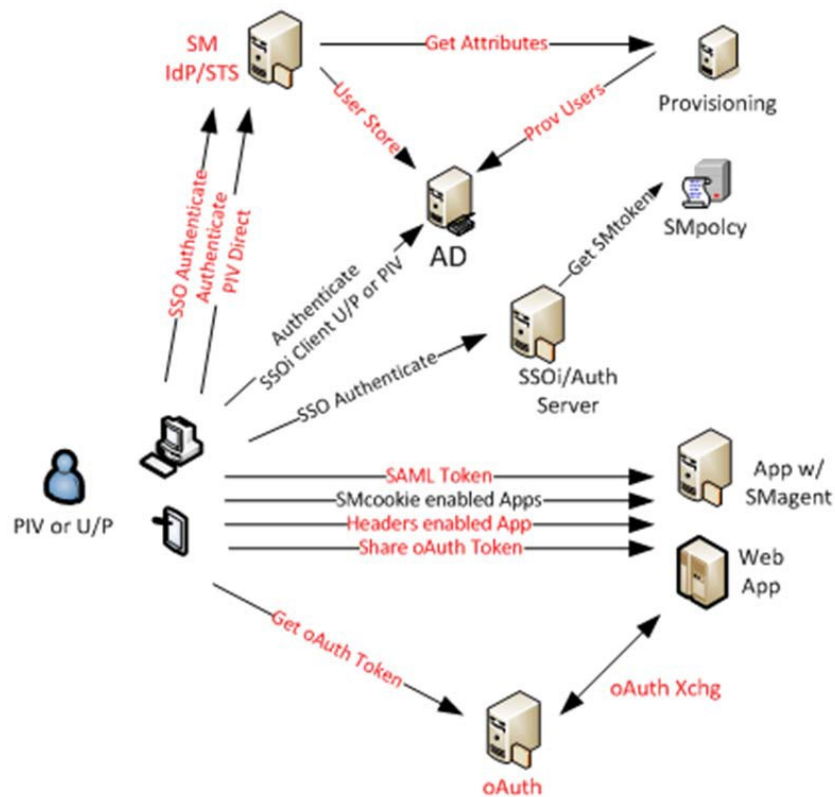 SM
IdP/STS
Get Attributes
Provisioning
User Store
Prov Users
SMpolcy
AD
Get SMtoken
SSO Authenticate
Authenticate
PIV Direct
Authenticate
SSOi Client U/P or PIV
SSO Authenticate
SSOi/Auth
Server
PIV or U/P
SAML Token
SMcookie enabled Apps
Headers enabled App
Share oAuth Token
App w/
SMagent
Web
App
Get oAuth Token
oAuth Xchg
oAuth